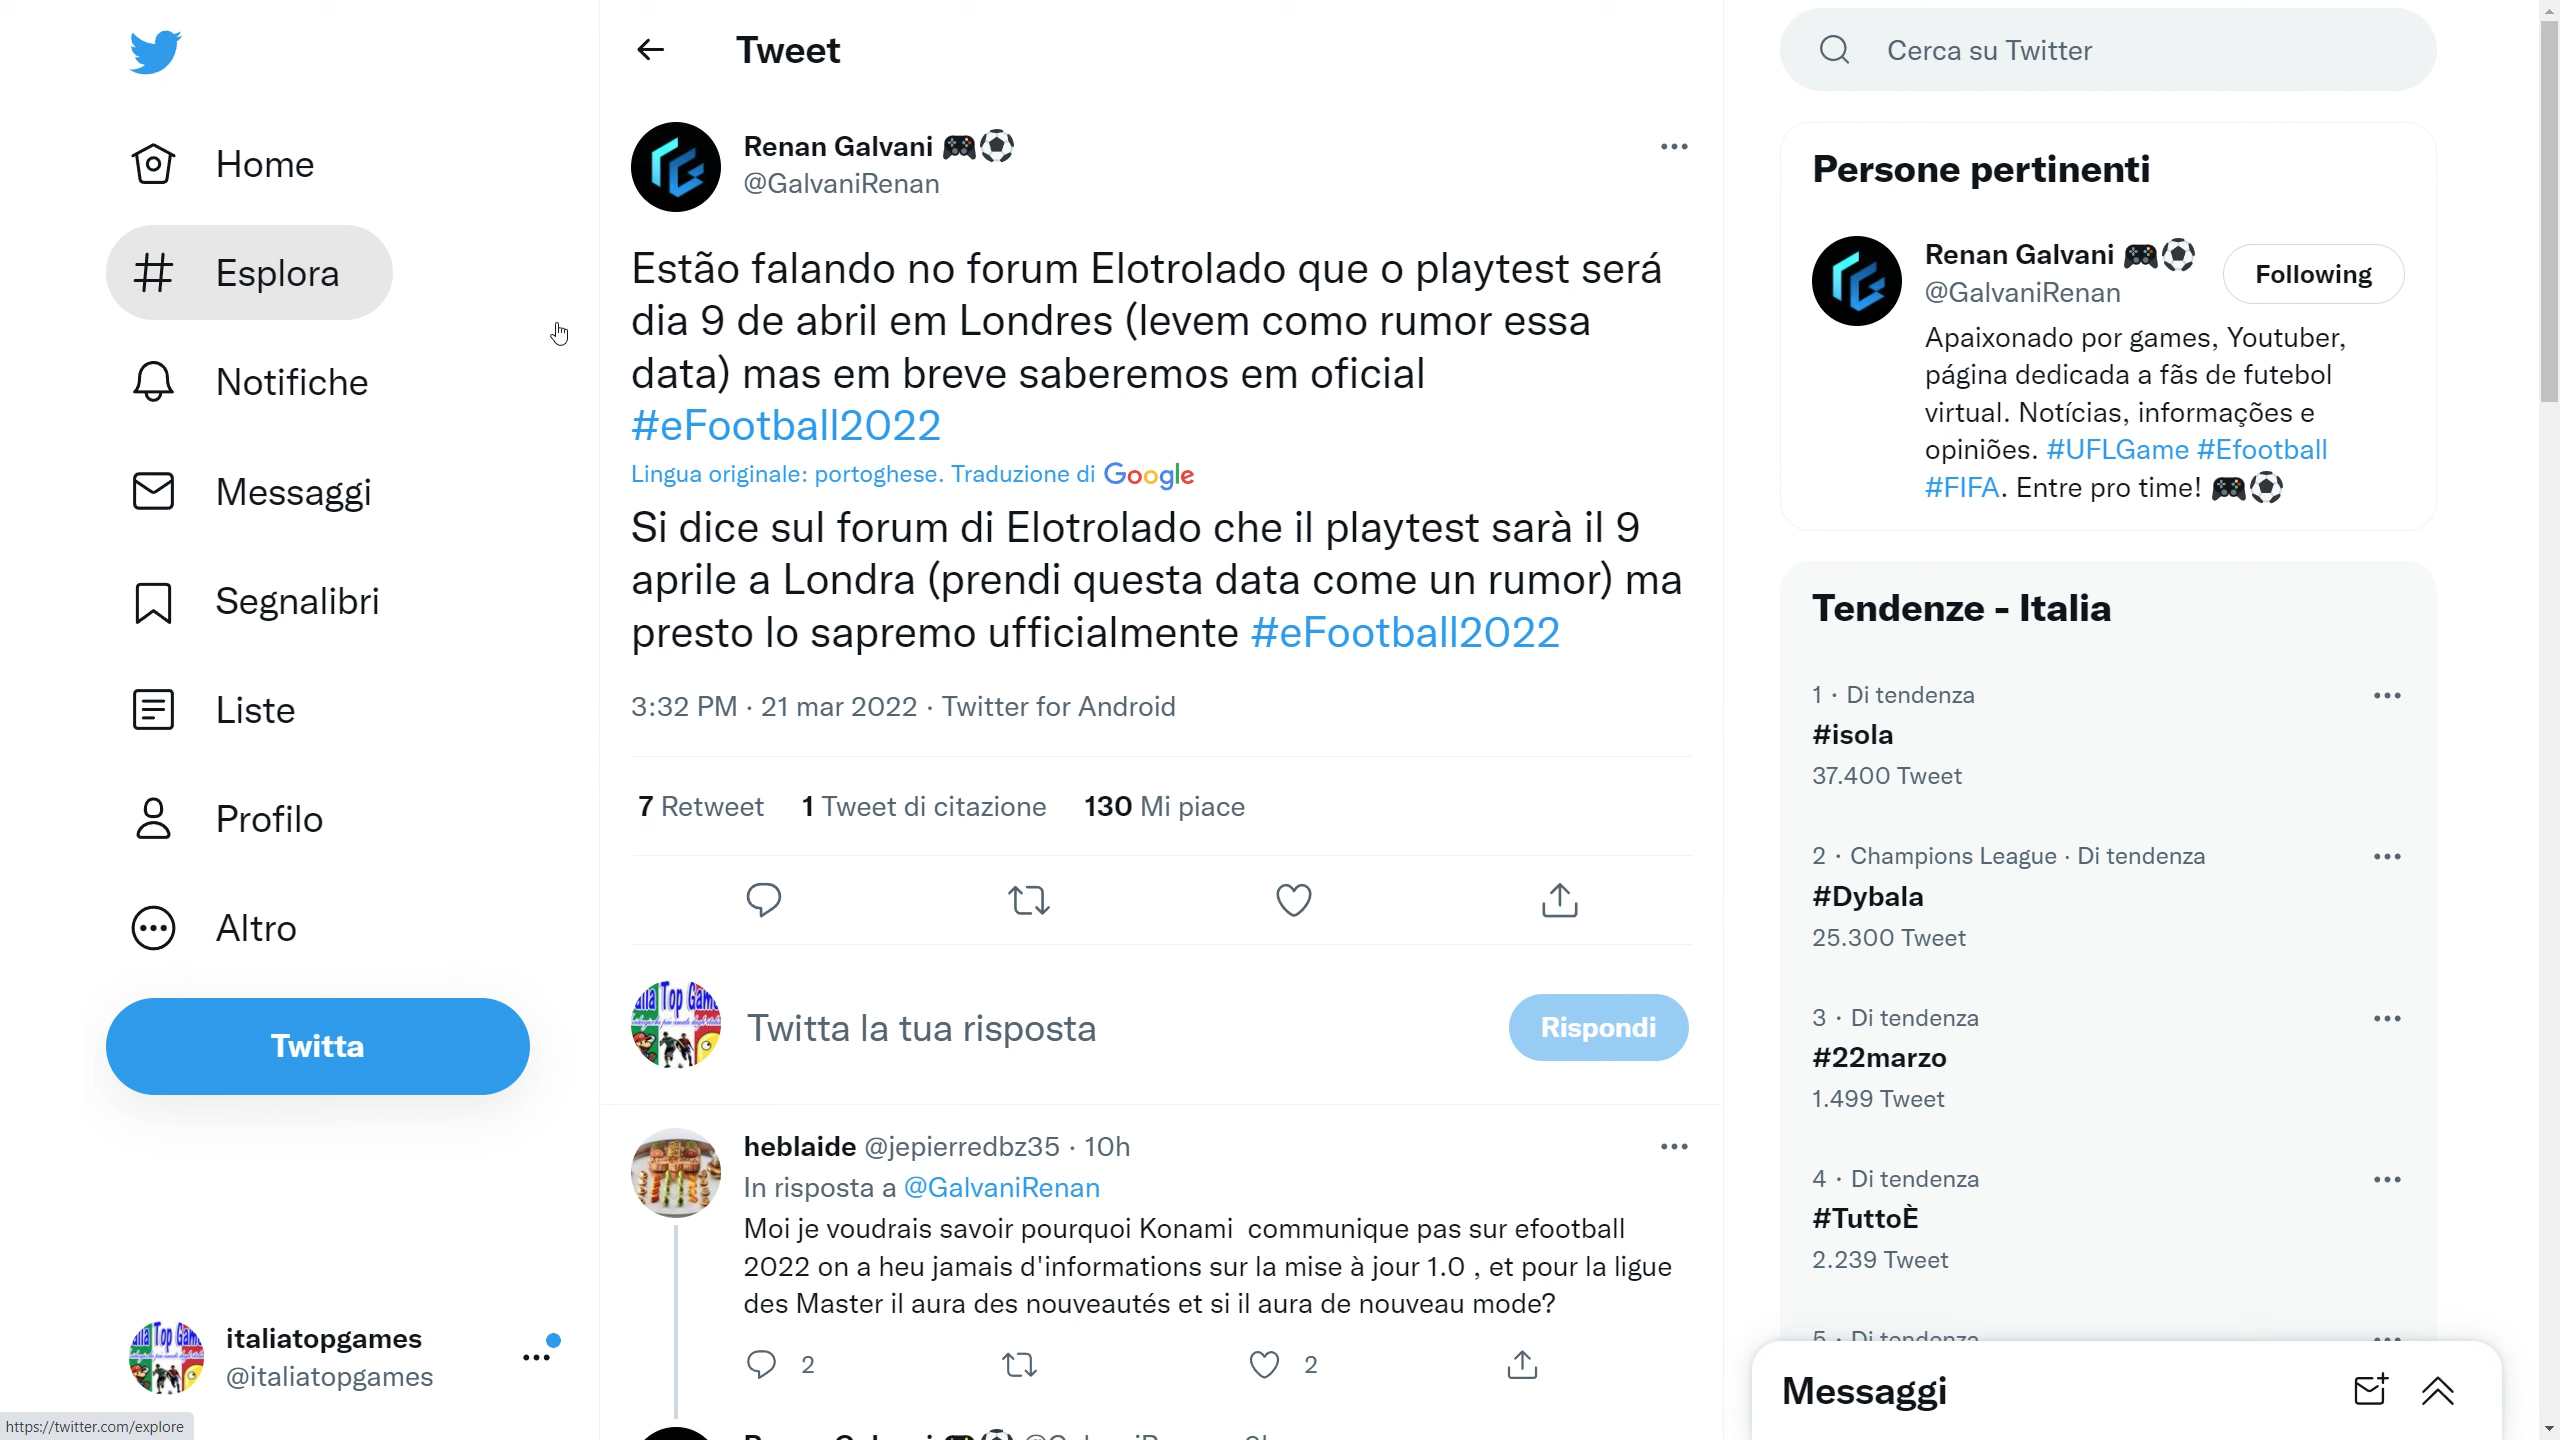 Home
Esplora
Notifiche
Messaggi
Segnalibri
Liste
Profilo
Altro
Twitta
italiatopgames
@italiatopgames
https://twitter.com/explore
Tweet
Renan Galvani 🎮⚽
@GalvaniRenan
Estão falando no forum Elotrolado que o playtest será
dia 9 de abril em Londres (levem como rumor essa
data) mas em breve saberemos em oficial
#eFootball2022
Lingua originale: portoghese. Traduzione di Google
Si dice sul forum di Elotrolado che il playtest sarà il 9
aprile a Londra (prendi questa data come un rumor) ma
presto lo sapremo ufficialmente #eFootball2022
3:32 PM · 21 mar 2022 · Twitter for Android
7 Retweet 1 Tweet di citazione 130 Mi piace
Twitta la tua risposta
Rispondi
heblaide @jepierredbz35 · 10h
In risposta a @GalvaniRenan
Moi je voudrais savoir pourquoi Konami communique pas sur efootball
2022 on a heu jamais d'informations sur la mise à jour 1.0 , et pour la ligue
des Master il aura des nouveautés et si il aura de nouveau mode?
2 2
Cerca su Twitter
Persone pertinenti
Renan Galvani 🎮⚽
@GalvaniRenan
Following
Apaixonado por games, Youtuber,
página dedicada a fãs de futebol
virtual. Notícias, informações e
opiniões. #UFLGame #Efootball
#FIFA. Entre pro time! 🎮⚽
Tendenze - Italia
1 · Di tendenza
#isola
37.400 Tweet
2 · Champions League · Di tendenza
#Dybala
25.300 Tweet
3 · Di tendenza
#22marzo
1.499 Tweet
4 · Di tendenza
#TuttoÈ
2.239 Tweet
5 · Di tendenza
Messaggi